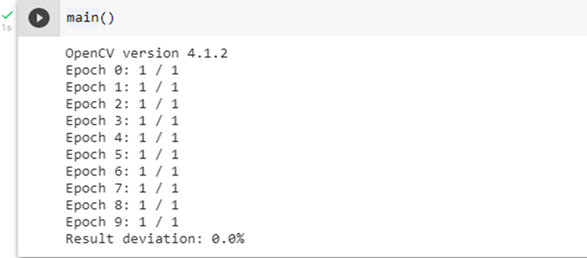 main()
1s
OpenCV version 4.1.2
Epoch 0: 1 / 1
Epoch 1: 1 / 1
Epoch 2: 1 / 1
Epoch 3: 1 / 1
Epoch 4: 1 / 1
Epoch 5: 1 / 1
Epoch 6: 1 / 1
Epoch 7: 1 / 1
Epoch 8: 1 / 1
Epoch 9: 1 / 1
Result deviation: 0.0%